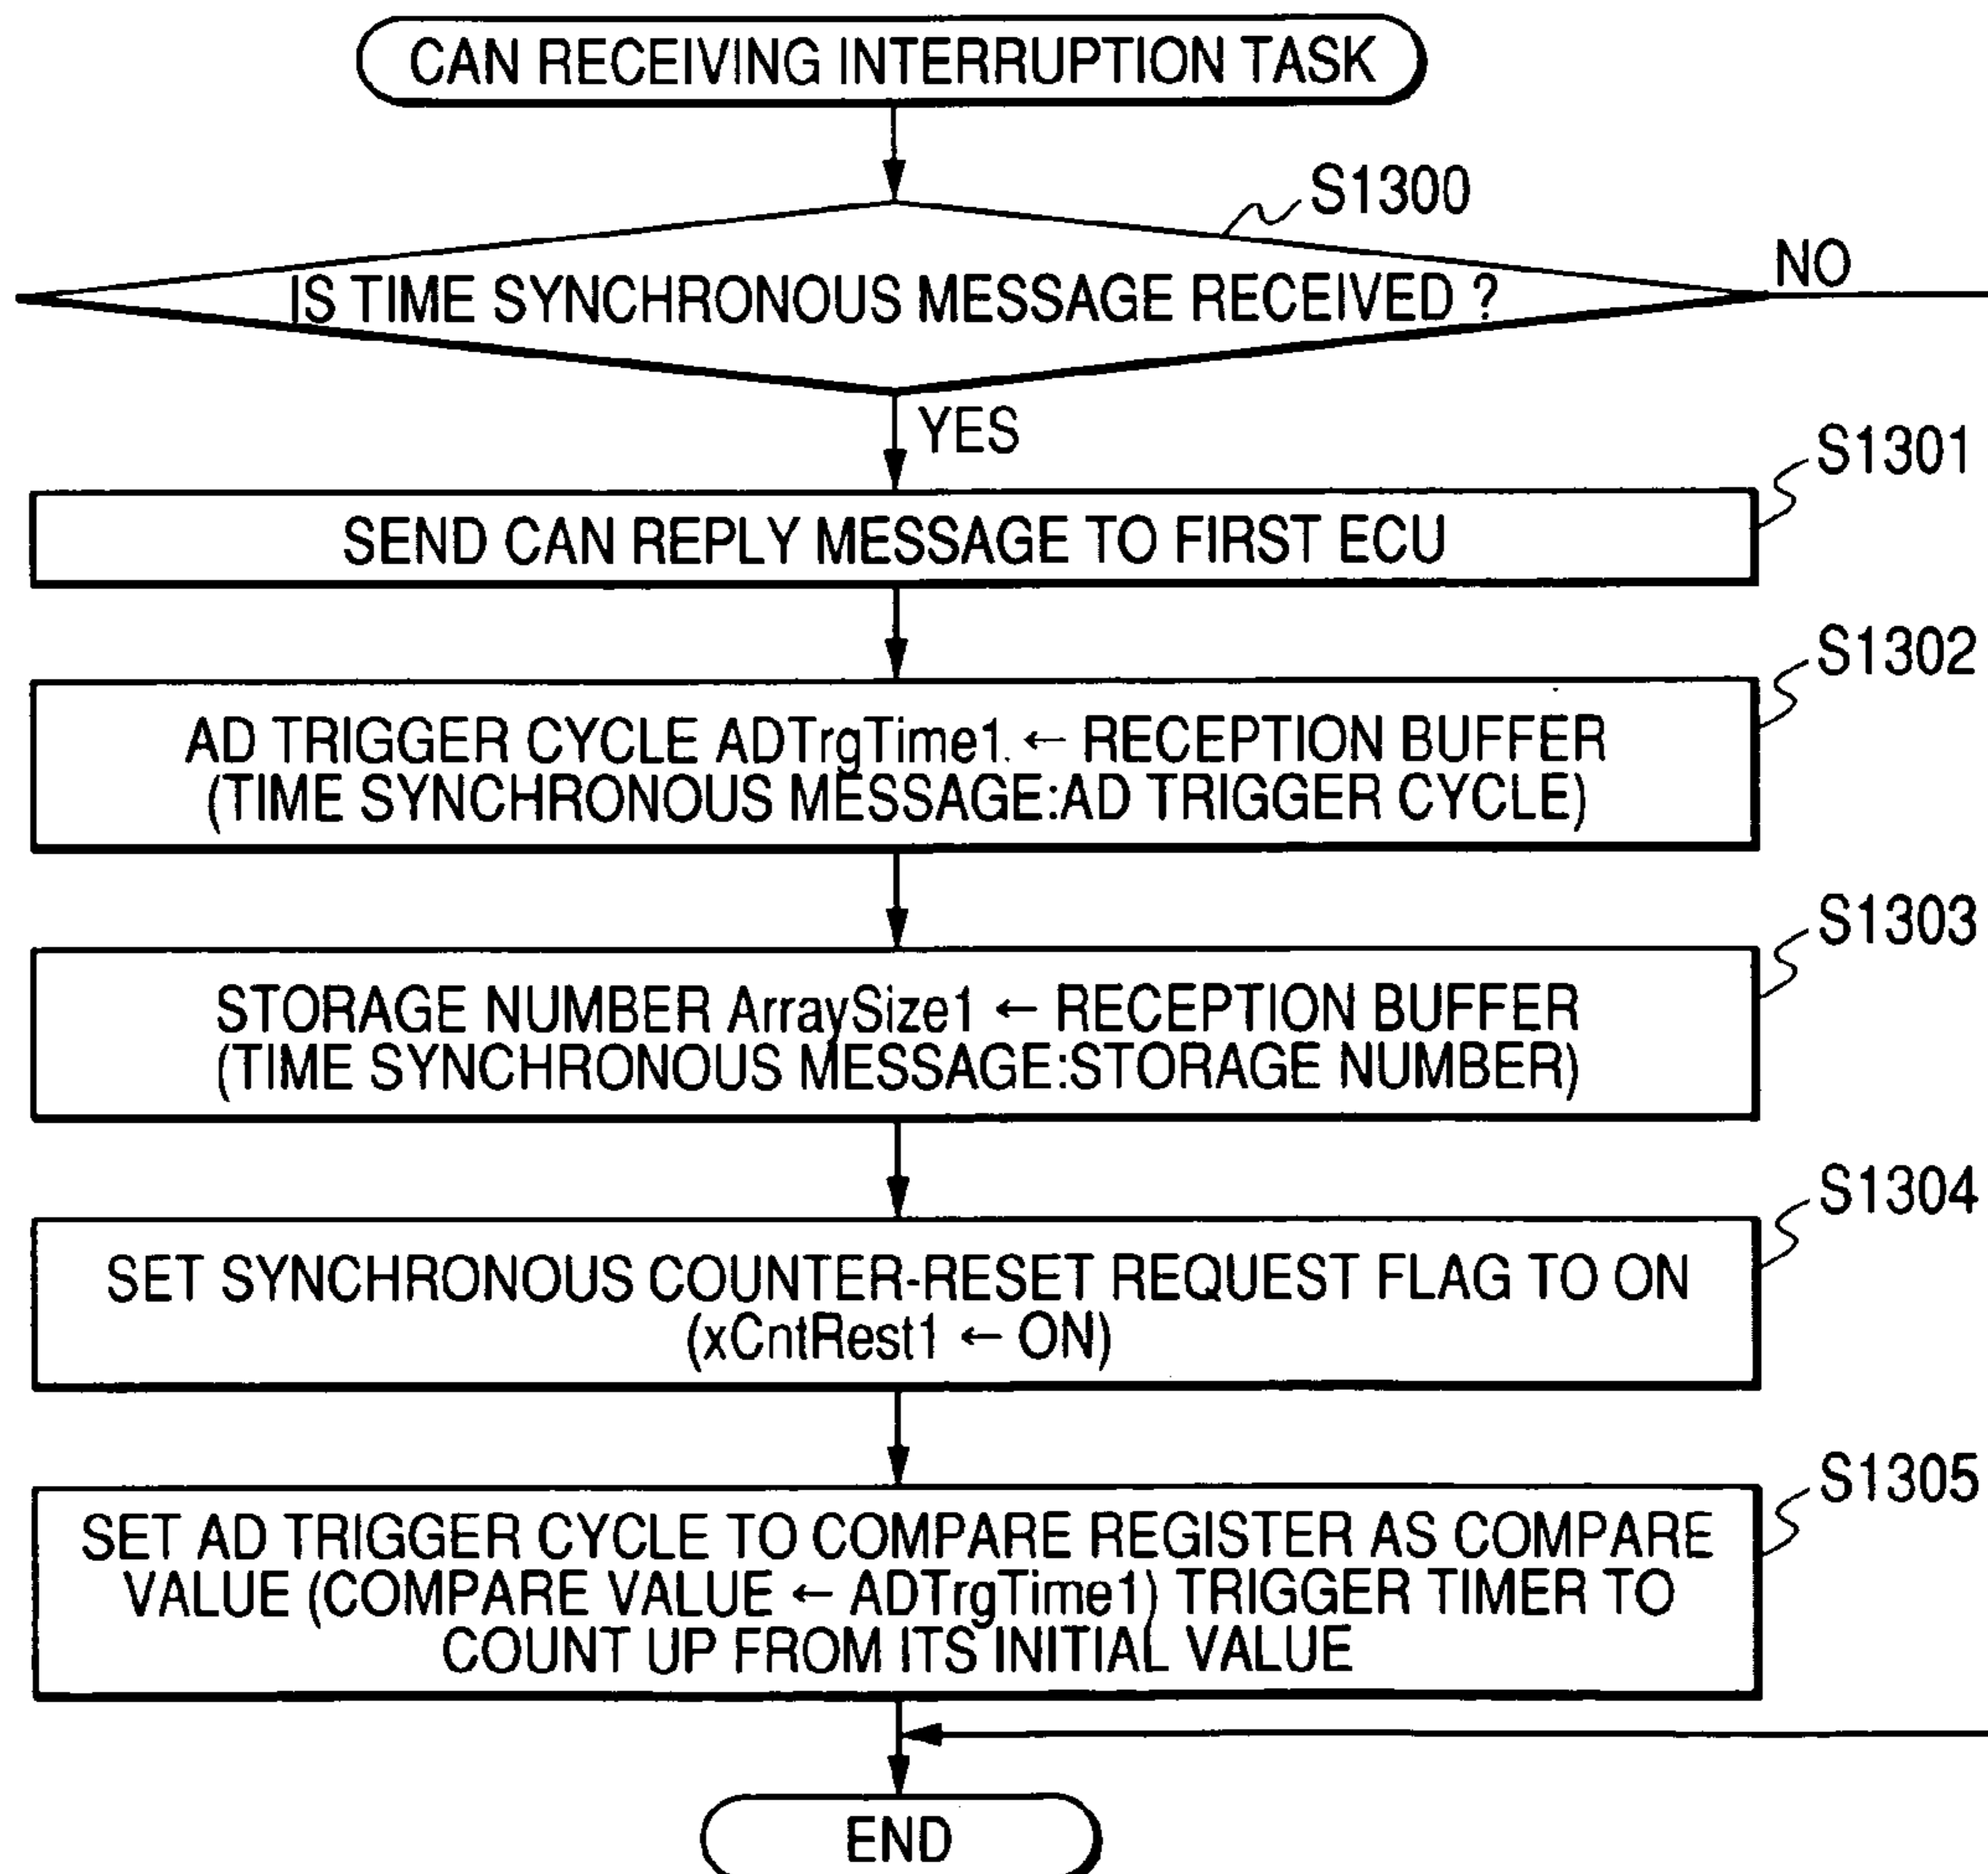 CAN RECEIVING INTERRUPTION TASK
S1300
IS TIME SYNCHRONOUS MESSAGE RECEIVED ?
NO
YES
S1301
SEND CAN REPLY MESSAGE TO FIRST ECU
S1302
AD TRIGGER CYCLE ADTrgTime1 ← RECEPTION BUFFER
(TIME SYNCHRONOUS MESSAGE:AD TRIGGER CYCLE)
S1303
STORAGE NUMBER ArraySize1 ← RECEPTION BUFFER
(TIME SYNCHRONOUS MESSAGE:STORAGE NUMBER)
S1304
SET SYNCHRONOUS COUNTER-RESET REQUEST FLAG TO ON
(xCntRest1 ← ON)
S1305
SET AD TRIGGER CYCLE TO COMPARE REGISTER AS COMPARE
VALUE (COMPARE VALUE ← ADTrgTime1) TRIGGER TIMER TO
COUNT UP FROM ITS INITIAL VALUE
END